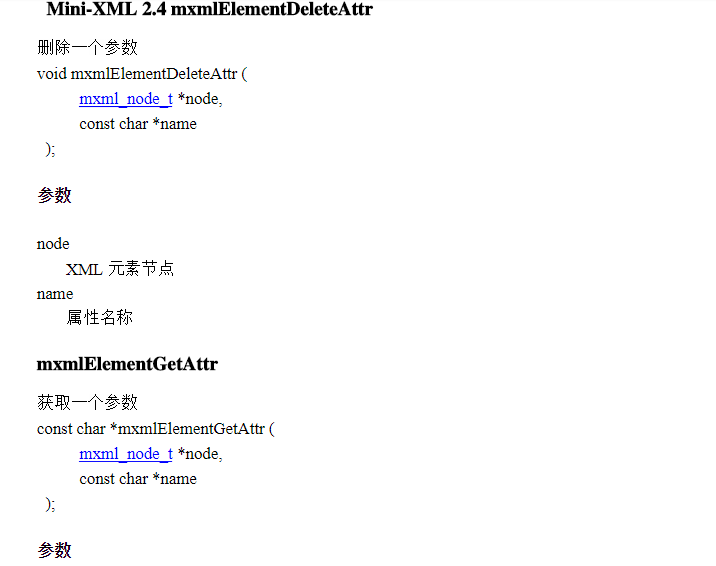 Mini-XML 2.4 mxmlElementDeleteAttr
删除一个参数
void mxmlElementDeleteAttr (
mxml_node_t *node,
const char *name
);
参数
node
XML 元素节点
name
属性名称
mxmlElementGetAttr
获取一个参数
const char *mxmlElementGetAttr (
mxml_node_t *node,
const char *name
);
参数